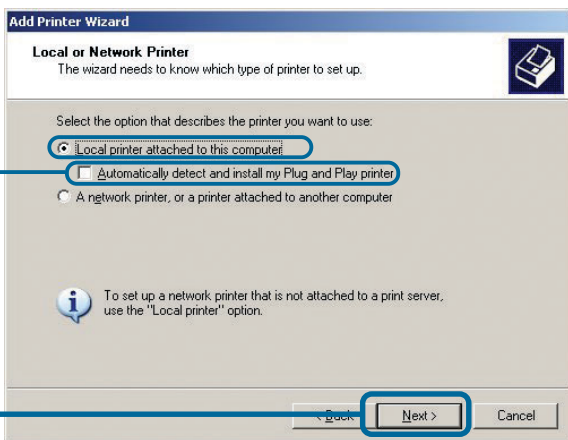 Add Printer Wizard
Local or Network Printer
The wizard needs to know which type of printer to set up.
Select the option that describes the printer you want to use:
Local printer attached to this computer
Automatically detect and install my Plug and Play printer
A network printer, or a printer attached to another computer
To set up a network printer that is not attached to a print server,
use the "Local printer" option.
< Back
Next >
Cancel